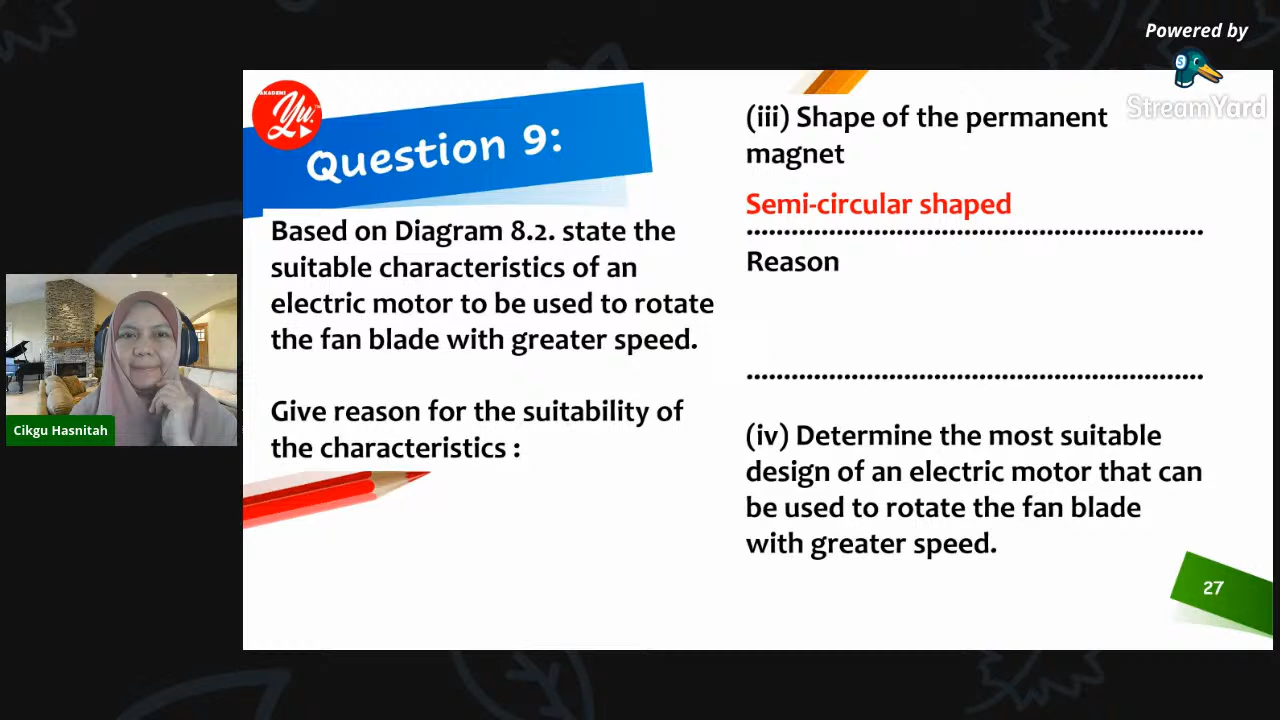 Powered by
StreamYard
AKADEMI
Yu.
Question 9:
Based on Diagram 8.2. state the
suitable characteristics of an
electric motor to be used to rotate
the fan blade with greater speed.
Give reason for the suitability of
the characteristics :
(iii) Shape of the permanent
magnet
Semi-circular shaped
Reason
(iv) Determine the most suitable
design of an electric motor that can
be used to rotate the fan blade
with greater speed.
27
Cikgu Hasnitah